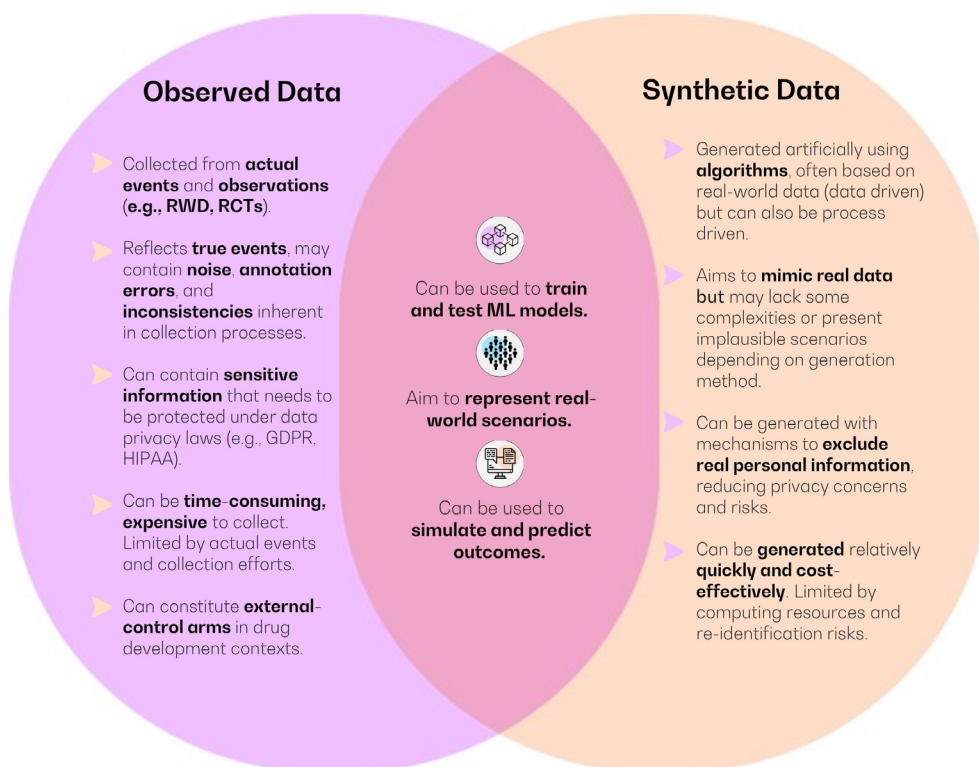 Observed Data
Collected from actual
events and observations
(e.g., RWD, RCTs).
Reflects true events, may
contain noise, annotation
errors, and
inconsistencies inherent
in collection processes.
Can contain sensitive
information that needs to
be protected under data
privacy laws (e.g., GDPR,
HIPAA).
Can be time-consuming,
expensive to collect.
Limited by actual events
and collection efforts.
Can constitute external-
control arms in drug
development contexts.
Can be used to train
and test ML models.
Aim to represent real-
world scenarios.
Can be used to
simulate and predict
outcomes.
Synthetic Data
Generated artificially using
algorithms, often based on
real-world data (data driven)
but can also be process
driven.
Aims to mimic real data
but may lack some
complexities or present
implausible scenarios
depending on generation
method.
Can be generated with
mechanisms to exclude
real personal information,
reducing privacy concerns
and risks.
Can be generated relatively
quickly and cost-
effectively. Limited by
computing resources and
re-identification risks.